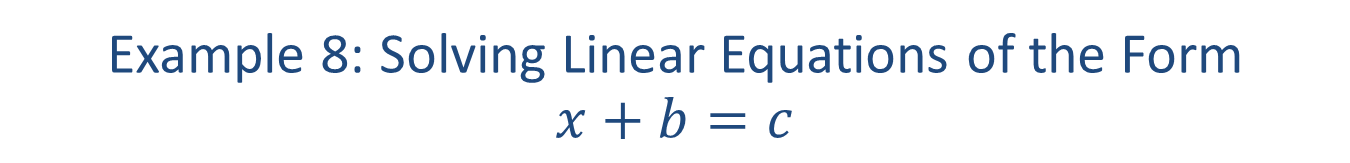 Example 8: Solving Linear Equations of the Form
x + b = c